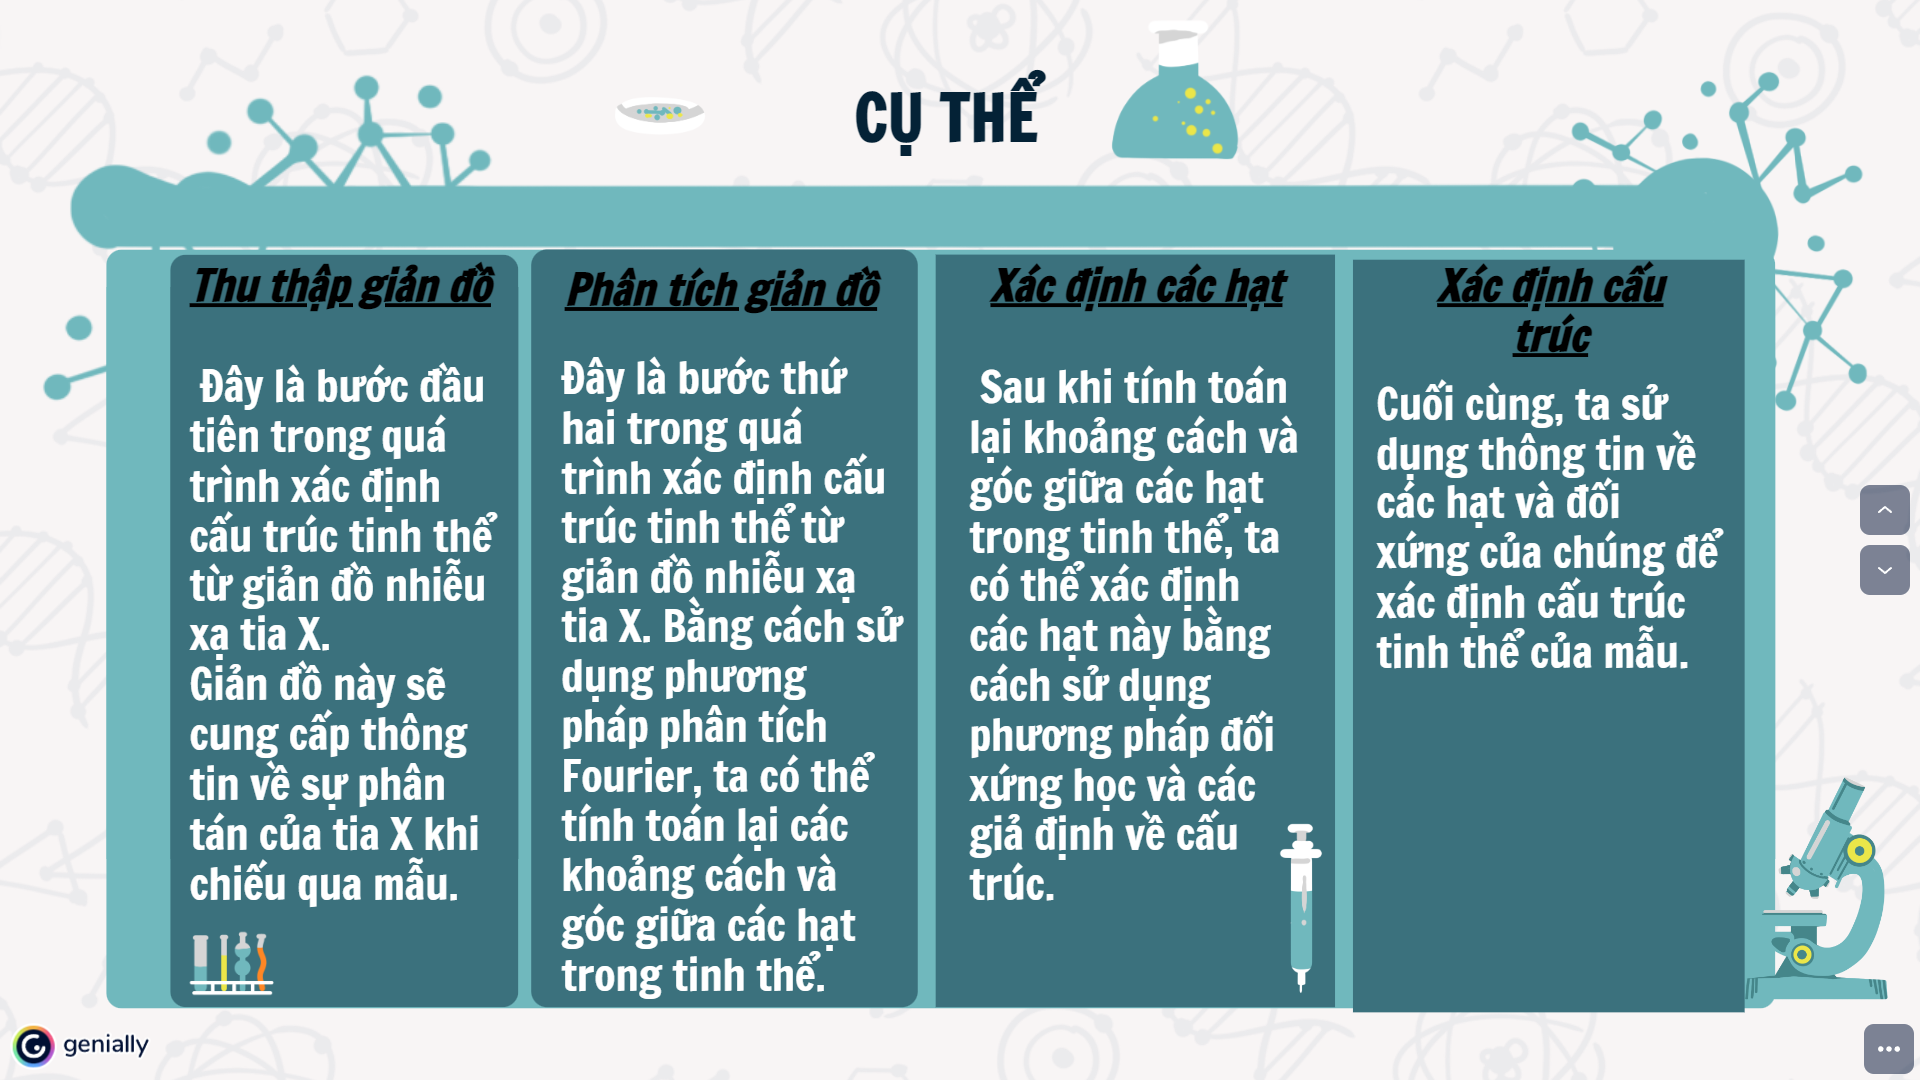 CỤ THỂ
Thu thập giản đồ
Đây là bước đầu
tiên trong quá
trình xác định
cấu trúc tinh thể
từ giản đồ nhiễu
xạ tia X.
Giản đồ này sẽ
cung cấp thông
tin về sự phân
tán của tia X khi
chiếu qua mẫu.
Phân tích giản đồ
Đây là bước thứ
hai trong quá
trình xác định cấu
trúc tinh thể từ
giản đồ nhiễu xạ
tia X. Bằng cách sử
dụng phương
pháp phân tích
Fourier, ta có thể
tính toán lại các
khoảng cách và
góc giữa các hạt
trong tinh thể.
Xác định các hạt
Sau khi tính toán
lại khoảng cách và
góc giữa các hạt
trong tinh thể, ta
có thể xác định
các hạt này bằng
cách sử dụng
phương pháp đối
xứng học và các
giả định về cấu
trúc.
Xác định cấu
trúc
Cuối cùng, ta sử
dụng thông tin về
các hạt và đối
xứng của chúng để
xác định cấu trúc
tinh thể của mẫu.
genially